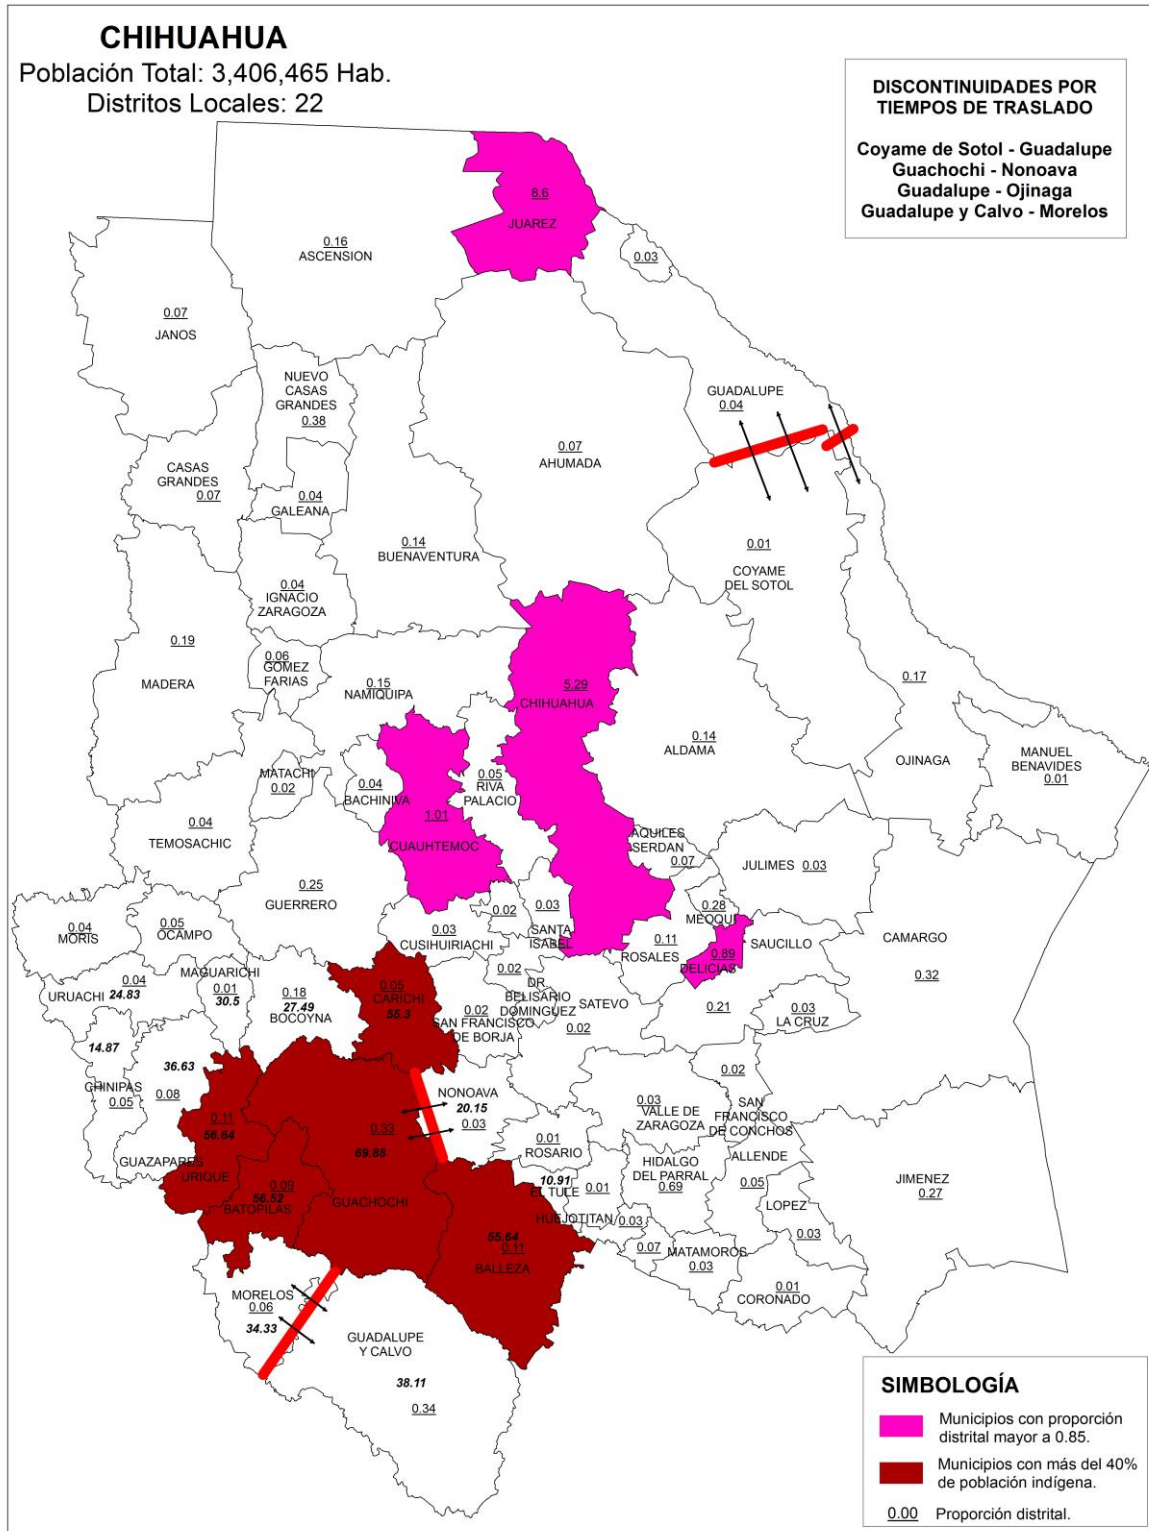 CHIHUAHUA
Población Total: 3,406,465 Hab.
Distritos Locales: 22
DISCONTINUIDADES POR
TIEMPOS DE TRASLADO
Coyame de Sotol - Guadalupe
Guachochi - Nonoava
Guadalupe - Ojinaga
Guadalupe y Calvo - Morelos
8.6
JUAREZ
0.16
ASCENSION
0.03
0.07
JANOS
NUEVO
CASAS
GRANDES
0.38
GUADALUPE
0.04
0.07
AHUMADA
CASAS
GRANDES
0.07
0.04
GALEANA
0.14
BUENAVENTURA
0.01
COYAME
DEL SOTOL
0.04
IGNACIO
ZARAGOZA
0.19
MADERA
0.06
GOMEZ
FARIAS
0.15
NAMIQUIPA
5.29
CHIHUAHUA
0.17
OJINAGA
0.14
ALDAMA
MANUEL
BENAVIDES
0.01
MATACHI
0.02
0.04
BACHINIVA
0.05
RIVA
PALACIO
1.01
CUAUHTEMOC
0.04
TEMOSACHIC
AQUILES
SERDAN
0.07
JULIMES 0.03
0.25
GUERRERO
0.28
MEOQUI
0.04
MORIS
0.05
OCAMPO
0.03
CUSIHUIRIACHI
0.02
0.03
SANTA
ISABEL
0.11
ROSALES
0.89
DELICIAS
SAUCILLO
0.21
CAMARGO
0.32
0.04
URUACHI 24.83
MAGUARICHI
0.01
30.5
0.18
27.49
BOCOYNA
0.05
CARICHI
55.3
0.02
SAN FRANCISCO
DE BORJA
0.02
DR.
BELISARIO
DOMINGUEZ
SATEVO
0.02
0.03
LA CRUZ
14.87
CHINIPAS
0.05
36.63
0.08
GUAZAPARES
0.11
56.64
URIQUE
0.09
56.52
BATOPILAS
0.33
69.88
GUACHOCHI
NONOAVA
20.15
0.03
0.03
VALLE DE
ZARAGOZA
0.02
SAN
FRANCISCO
DE CONCHOS
0.01
ROSARIO
HIDALGO
DEL PARRAL
0.69
ALLENDE
0.05
JIMENEZ
0.27
10.91
EL TULE
0.01
HUEJOTITAN
0.03
LOPEZ
0.03
55.64
0.11
BALLEZA
0.07
MATAMOROS
0.03
0.01
CORONADO
MORELOS
0.06
34.33
GUADALUPE
Y CALVO
38.11
0.34
SIMBOLOGÍA
Municipios con proporción
distrital mayor a 0.85.
Municipios con más del 40%
de población indígena.
0.00 Proporción distrital.